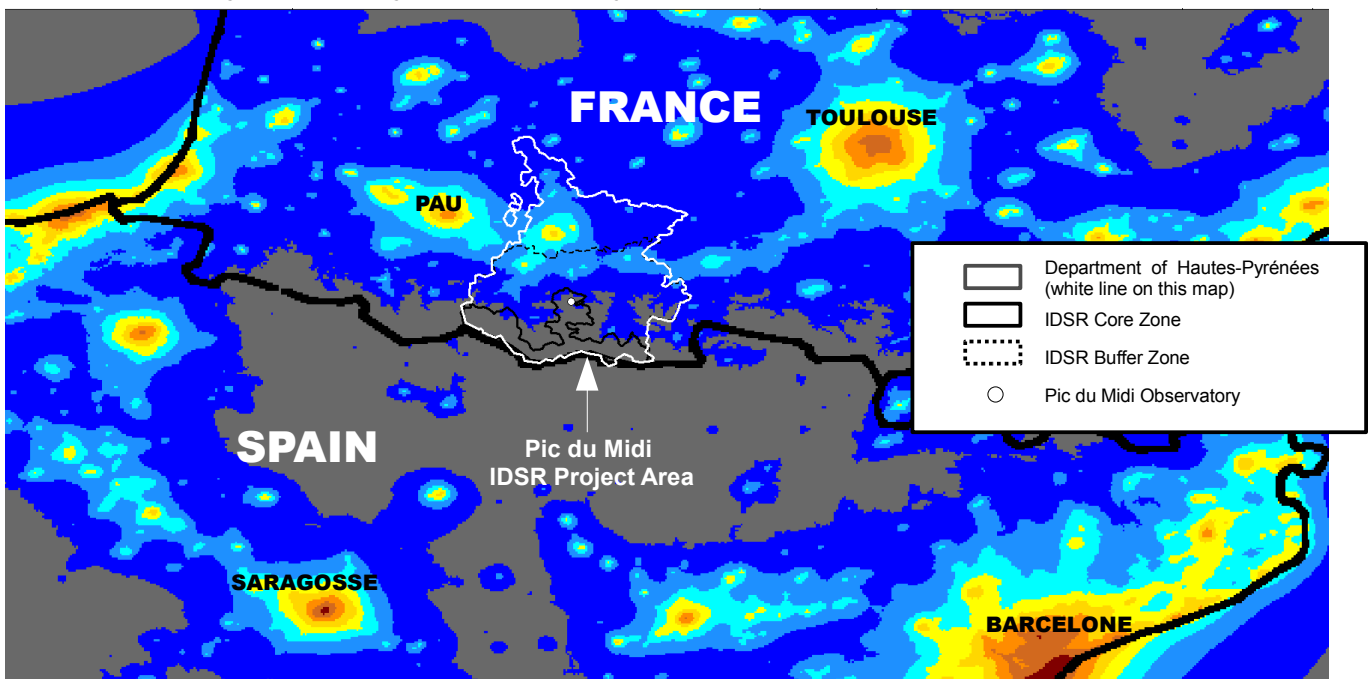 FRANCE
TOULOUSE
PAU
Department of Hautes-Pyrénées
(white line on this map)
IDSR Core Zone
IDSR Buffer Zone
Pic du Midi Observatory
SPAIN
Pic du Midi
IDSR Project Area
SARAGOSSE
BARCELONE